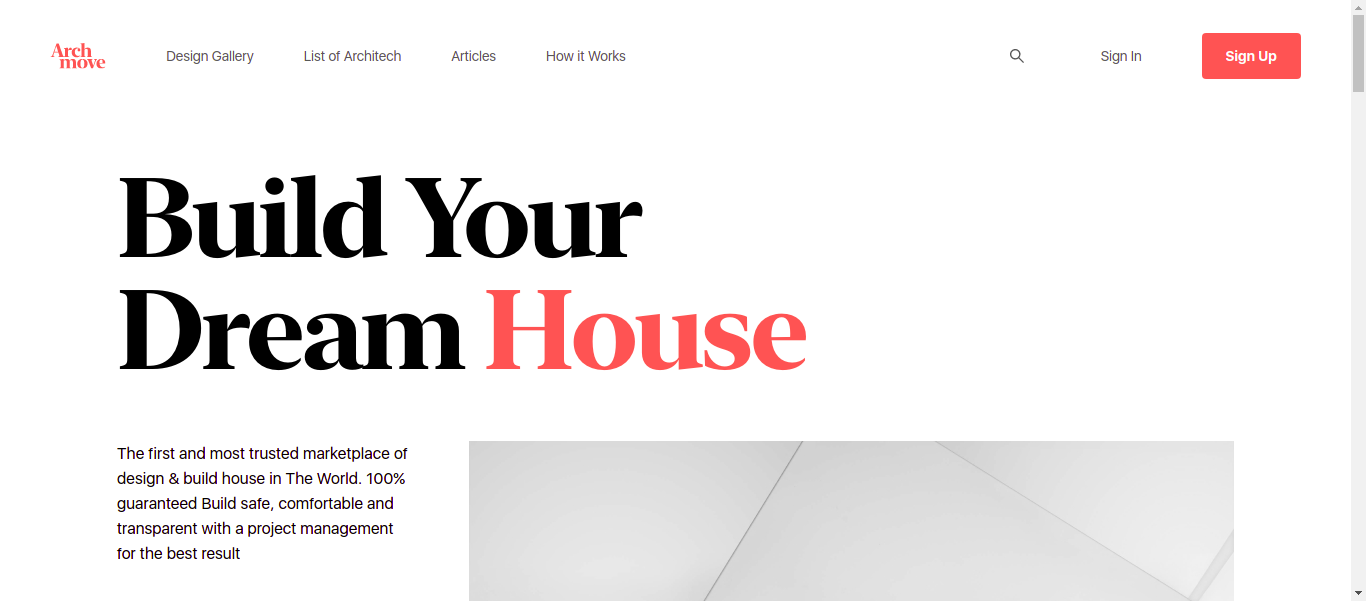 Arch
move
Design Gallery
List of Architech
Articles
How it Works
Sign In
Sign Up
Build Your
Dream House
The first and most trusted marketplace of
design & build house in The World. 100%
guaranteed Build safe, comfortable and
transparent with a project management
for the best result